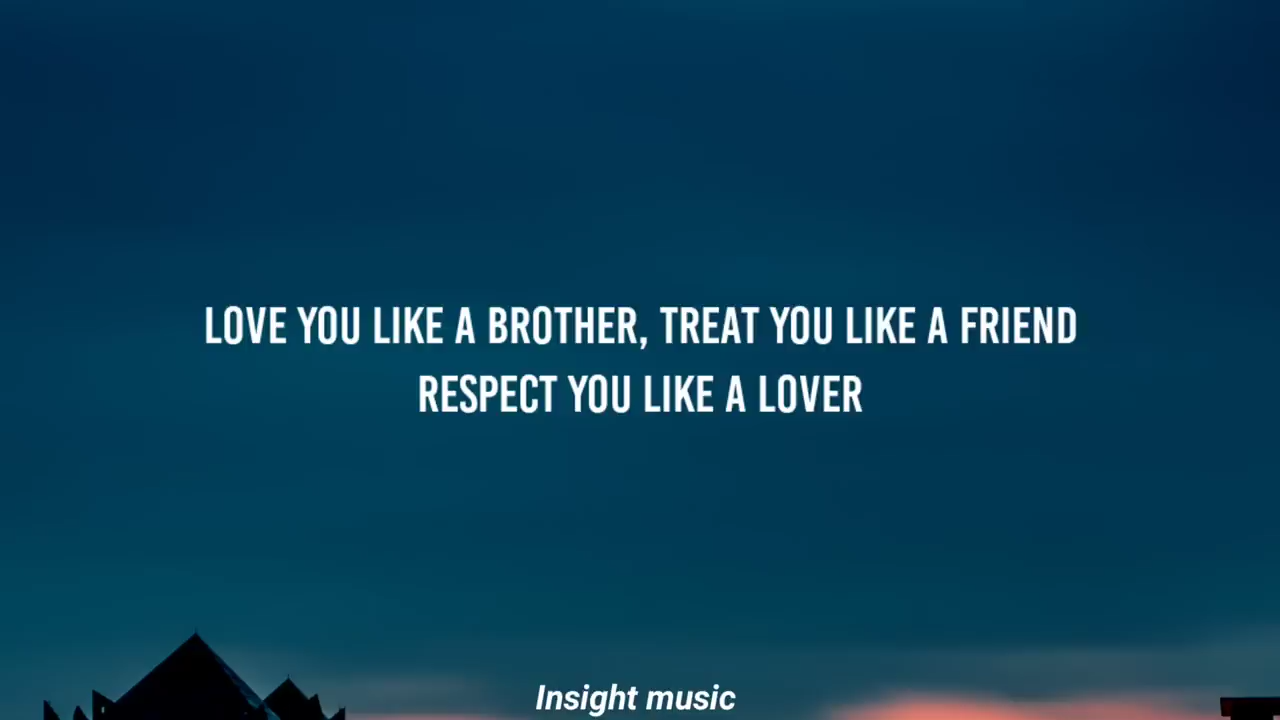 LOVE YOU LIKE A BROTHER, TREAT YOU LIKE A FRIEND
RESPECT YOU LIKE A LOVER
Insight music